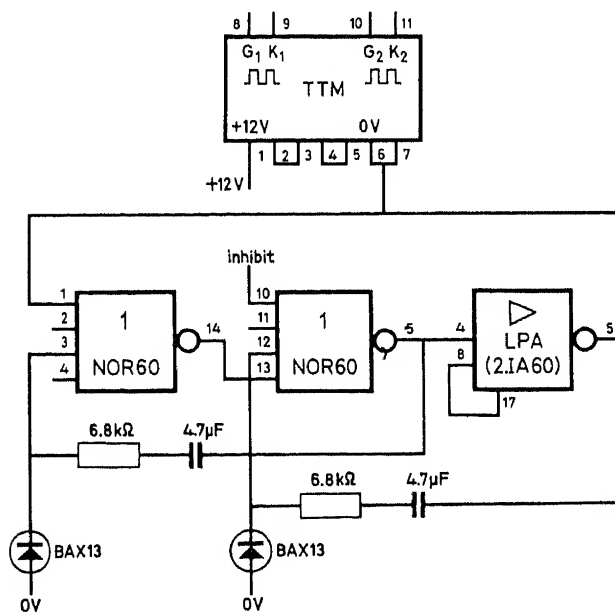 8 9 10 11
G1 K1 G2 K2
TTM
+12V 0V
1 2 3 4 5 6 7
+12V
inhibit
1 10
2 1 14 11 1 5 4 LPA 5
3 NOR60 12 NOR60 8 (2.IA60)
4 13 17
6.8kΩ 4.7µF
6.8kΩ 4.7µF
BAX13 BAX13
0V 0V